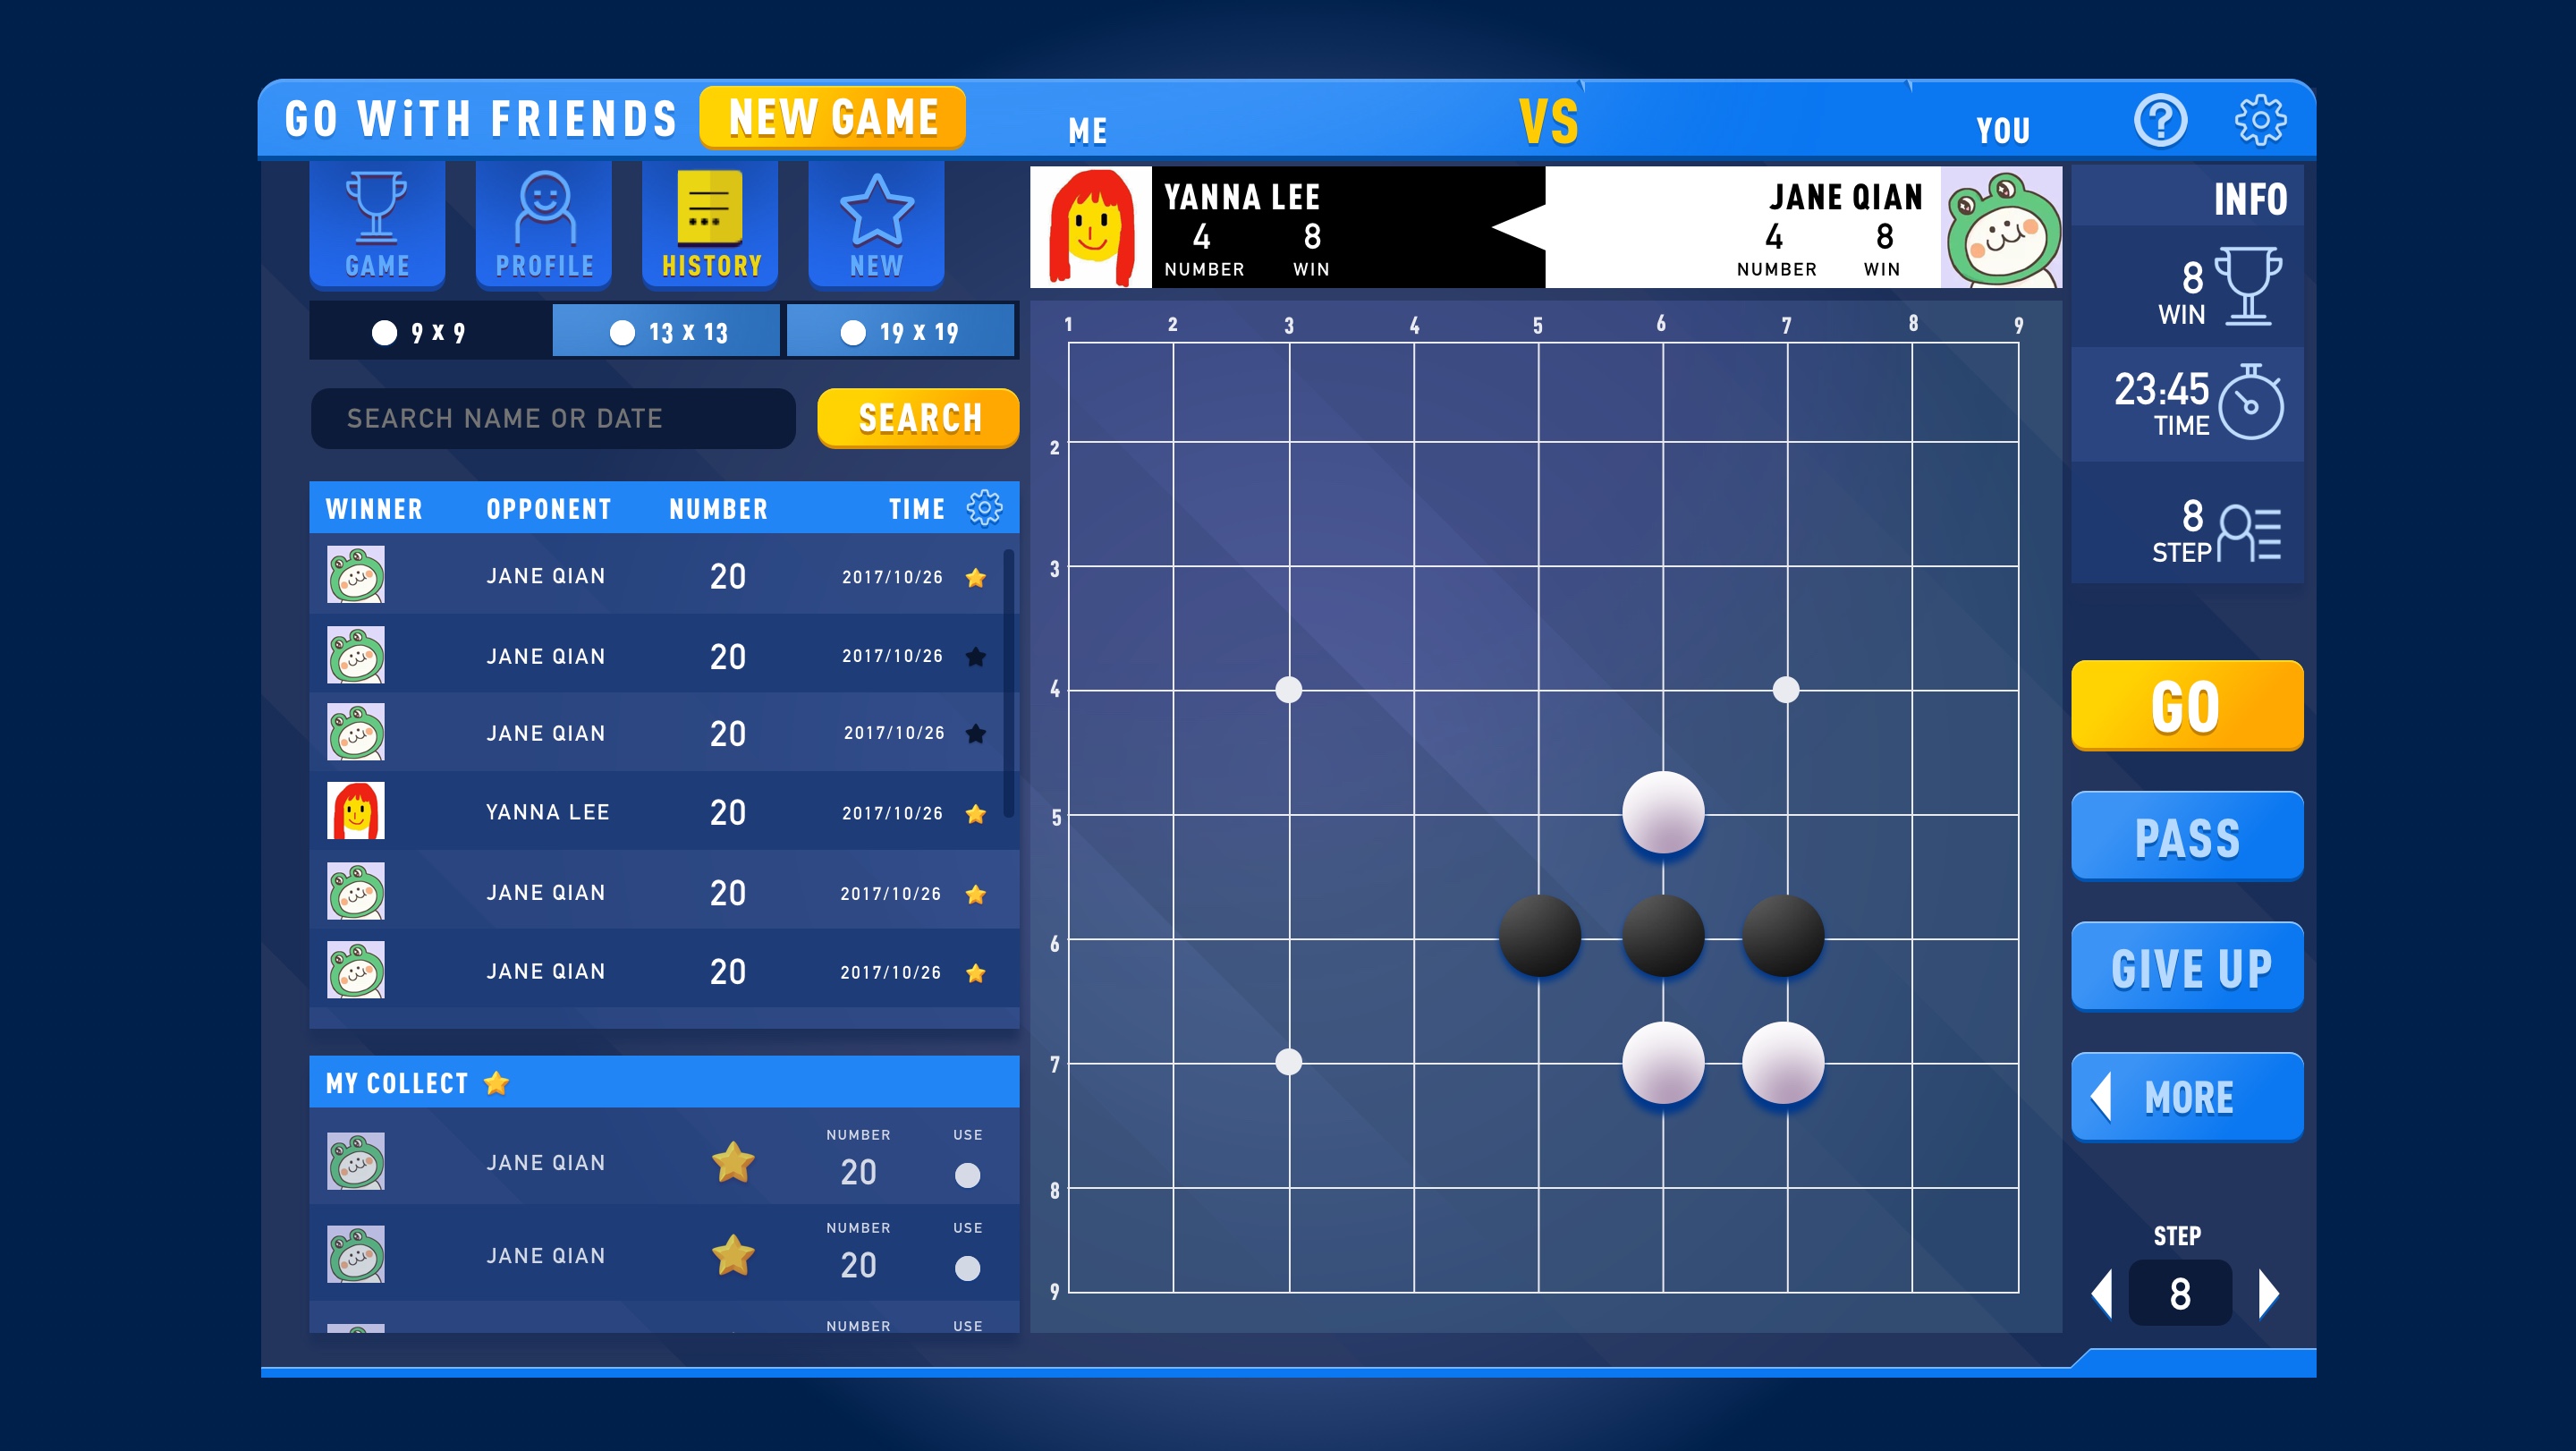 GO WiTH FRIENDS
NEW GAME
ME
VS
YOU
?
GAME
PROFILE
HISTORY
NEW
YANNA LEE
4 8
NUMBER WIN
JANE QIAN
4 8
NUMBER WIN
INFO
8
WIN
23:45
TIME
8
STEP
9 X 9
13 X 13
19 X 19
SEARCH NAME OR DATE
SEARCH
WINNER OPPONENT NUMBER TIME
JANE QIAN 20 2017/10/26
JANE QIAN 20 2017/10/26
JANE QIAN 20 2017/10/26
YANNA LEE 20 2017/10/26
JANE QIAN 20 2017/10/26
JANE QIAN 20 2017/10/26
MY COLLECT
NUMBER USE
JANE QIAN 20
NUMBER USE
JANE QIAN 20
NUMBER USE
1 2 3 4 5 6 7 8 9
2
3
4
5
6
7
8
9
GO
PASS
GIVE UP
MORE
STEP
8